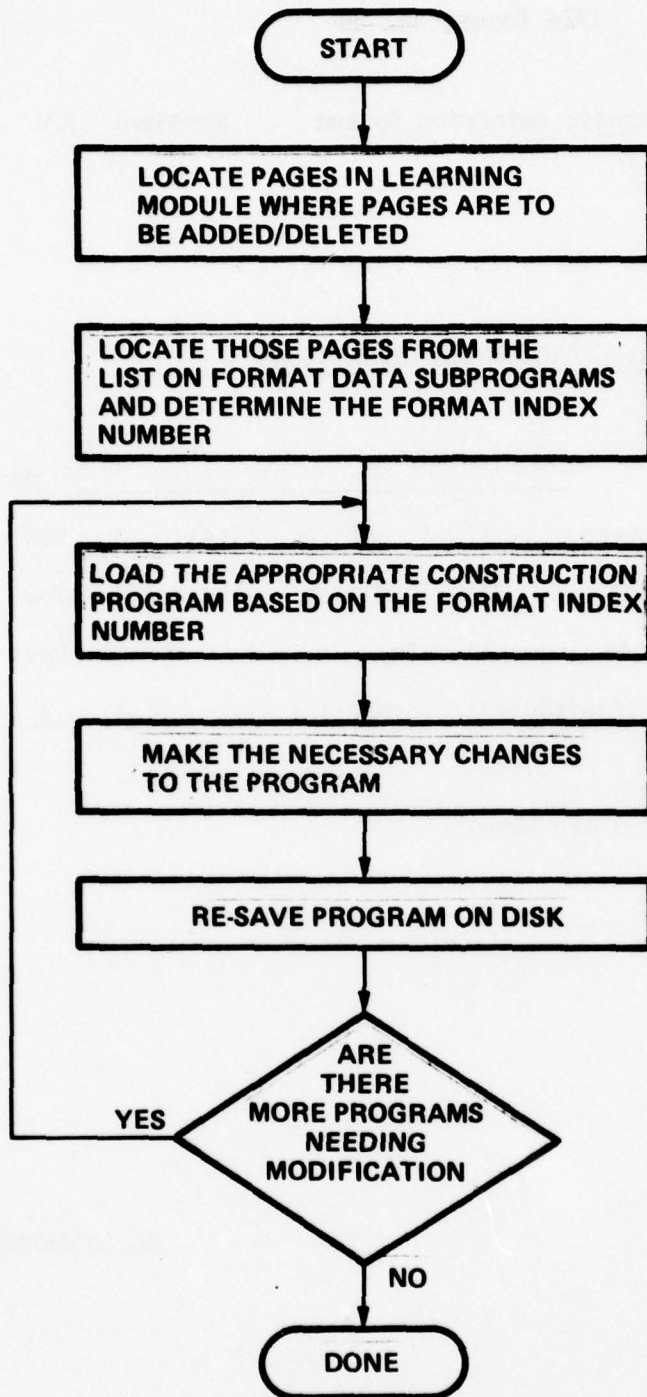 START
LOCATE PAGES IN LEARNING
MODULE WHERE PAGES ARE TO
BE ADDED/DELETED
LOCATE THOSE PAGES FROM THE
LIST ON FORMAT DATA SUBPROGRAMS
AND DETERMINE THE FORMAT INDEX
NUMBER
LOAD THE APPROPRIATE CONSTRUCTION
PROGRAM BASED ON THE FORMAT INDEX
NUMBER
MAKE THE NECESSARY CHANGES
TO THE PROGRAM
RE-SAVE PROGRAM ON DISK
ARE
THERE
MORE PROGRAMS
NEEDING
MODIFICATION
YES
NO
DONE